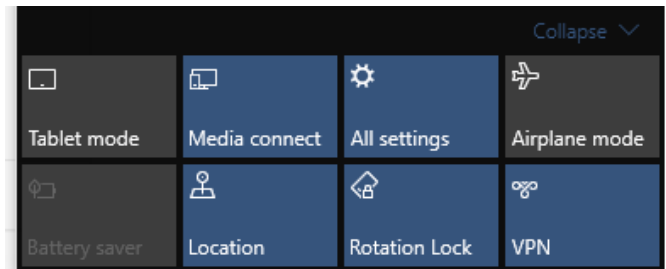 Collapse
Tablet mode Media connect All settings Airplane mode
Battery saver Location Rotation Lock VPN